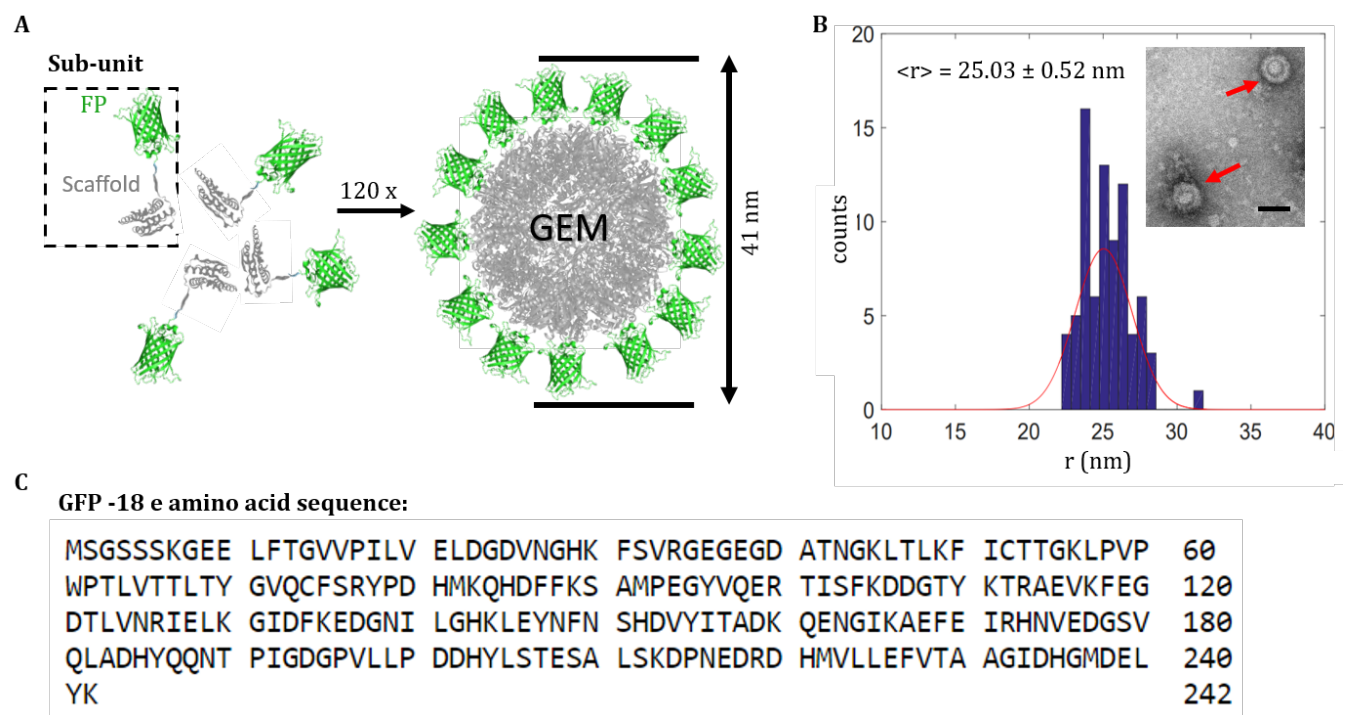 A
Sub-unit
FP
Scaffold
120 x
GEM
41 nm
B
<r> = 25.03 ± 0.52 nm
counts
20
15
10
5
0
10 15 20 25 30 35 40
r (nm)
C
GFP -18 e amino acid sequence:
MSGSSSKGEE LFTGVVPILV ELDGDVNGHK FSVRGEGEGD ATNGKLTLKF ICTTGKLPVP 60
WPTLVTTLTY GVQCFSRYPD HMKQHDFFKS AMPEGYVQER TISFKDDGTY KTRAEVKFEG 120
DTLVNRIELK GIDFKEDGNI LGHKLEYNFN SHDVYITADK QENGIKAEFE IRHNVEDGSV 180
QLADHYQQNT PIGDGPVLLP DDHYLSTESA LSKDPNEDRD HMVLLEFVTA AGIDHGMDEL 240
YK 242